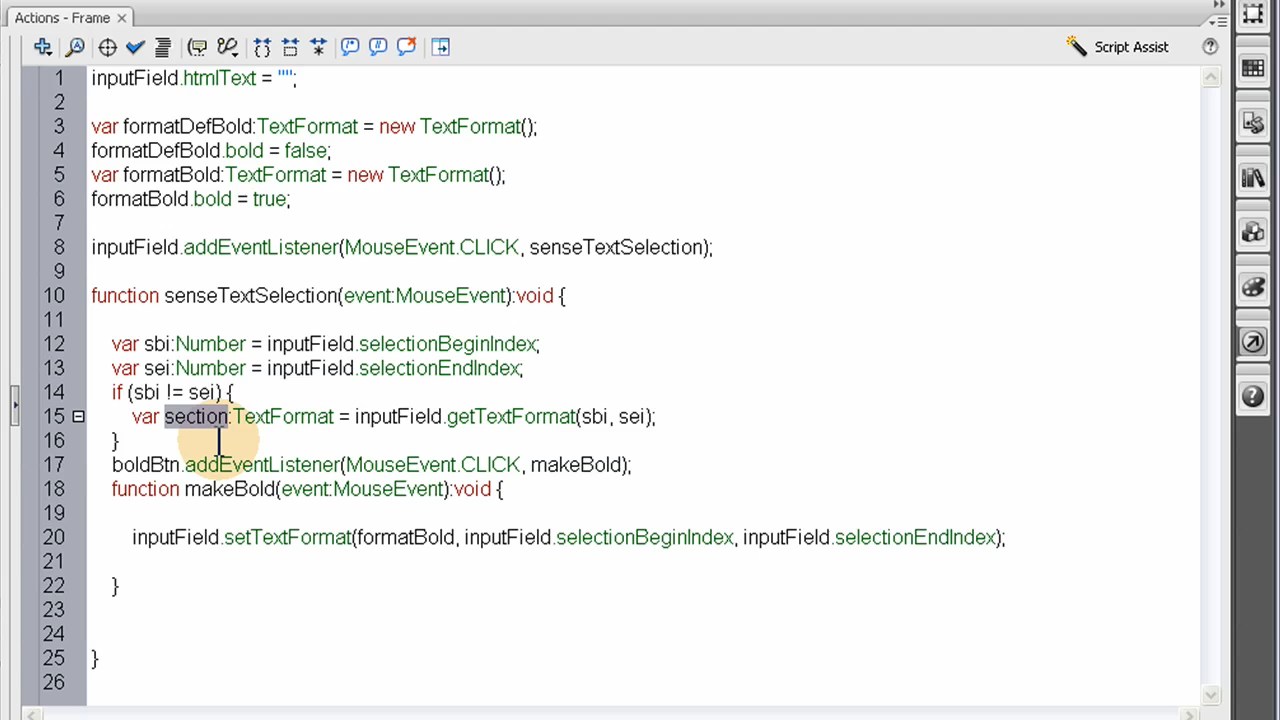 Actions - Frame
Script Assist
1 inputField.htmlText = "";
2
3 var formatDefBold:TextFormat = new TextFormat();
4 formatDefBold.bold = false;
5 var formatBold:TextFormat = new TextFormat();
6 formatBold.bold = true;
7
8 inputField.addEventListener(MouseEvent.CLICK, senseTextSelection);
9
10 function senseTextSelection(event:MouseEvent):void {
11
12 var sbi:Number = inputField.selectionBeginIndex;
13 var sei:Number = inputField.selectionEndIndex;
14 if (sbi != sei) {
15 var section:TextFormat = inputField.getTextFormat(sbi, sei);
16 }
17 boldBtn.addEventListener(MouseEvent.CLICK, makeBold);
18 function makeBold(event:MouseEvent):void {
19
20 inputField.setTextFormat(formatBold, inputField.selectionBeginIndex, inputField.selectionEndIndex);
21
22 }
23
24
25 }
26